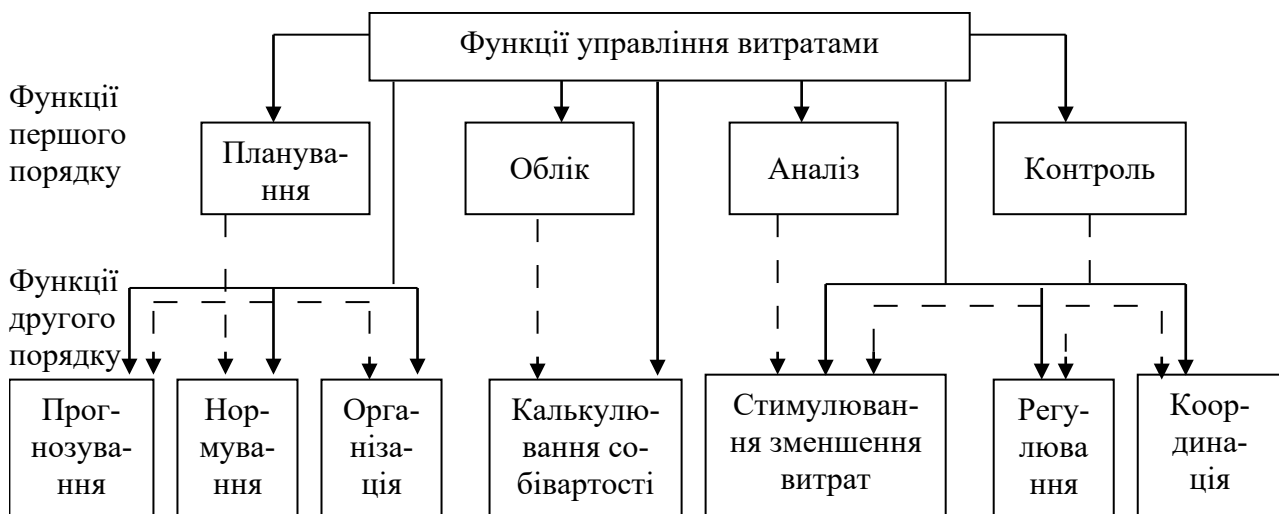 Функції управління витратами
Функції
першого
порядку
Планува-
ння
Облік
Аналіз
Контроль
Функції
другого
порядку
Прог-
нозува-
ння
Нор-
мува-
ння
Орга-
ніза-
ція
Калькулю-
вання со-
бівартості
Стимулюван-
ня зменшення
витрат
Регу-
люва
ння
Коор-
дина-
ція